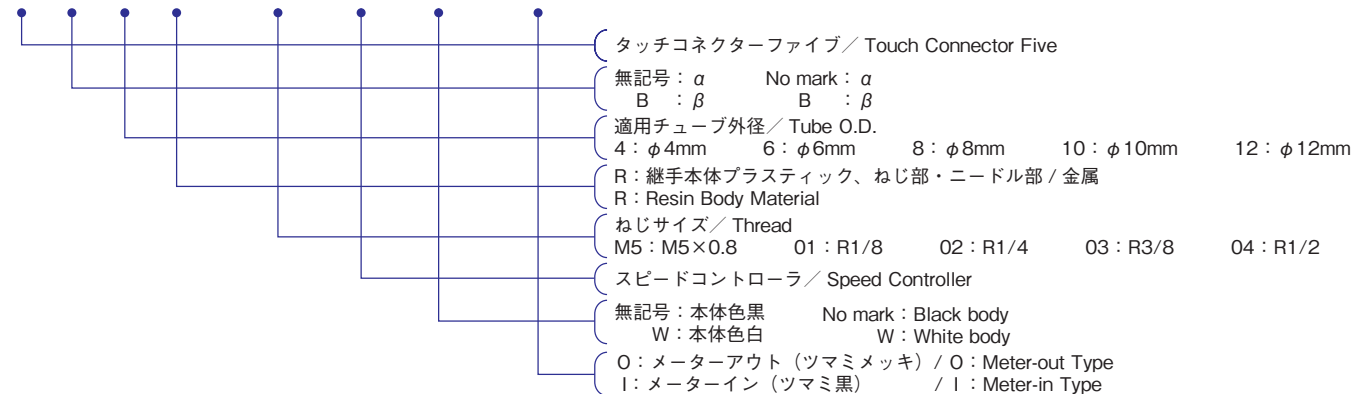 タッチコネクターファイブ／ Touch Connector Five
無記号：α No mark：α
B ：β B ：β
適用チューブ外径／ Tube O.D.
4：φ4mm 6：φ6mm 8：φ8mm 10：φ10mm 12：φ12mm
R：継手本体プラスティック、ねじ部・ニードル部 / 金属
R：Resin Body Material
ねじサイズ／ Thread
M5：M5×0.8 01：R1/8 02：R1/4 03：R3/8 04：R1/2
スピードコントローラ／ Speed Controller
無記号：本体色黒 No mark：Black body
W：本体色白 W：White body
O：メーターアウト（ツマミメッキ）/ O：Meter-out Type
I：メーターイン（ツマミ黒） / I：Meter-in Type